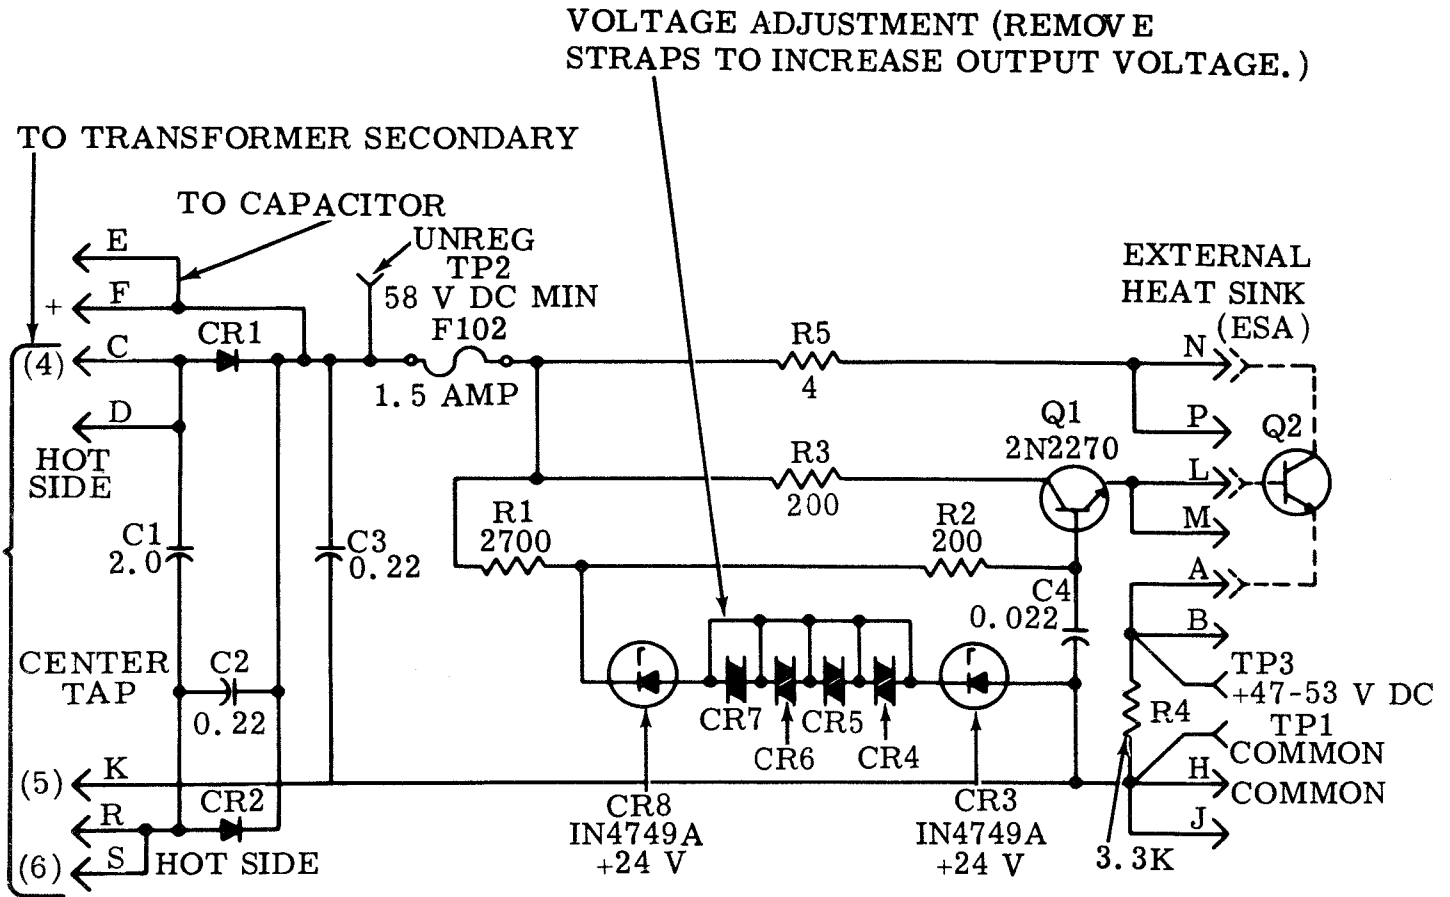 VOLTAGE ADJUSTMENT (REMOVE
STRAPS TO INCREASE OUTPUT VOLTAGE.)
TO TRANSFORMER SECONDARY
TO CAPACITOR
E
UNREG
TP2
58 V DC MIN
EXTERNAL
HEAT SINK
(ESA)
+ F
F102
CR1
(4) C
1.5 AMP
R5
4
N
D
HOT
SIDE
P
Q1
2N2270
Q2
R3
200
L
M
R1
2700
R2
200
C1
2.0
C3
0.22
A
C4
0.022
B
CENTER
TAP
C2
0.22
TP3
+47-53 V DC
R4
CR7
CR6
CR5
CR4
TP1
COMMON
(5) K
H
COMMON
CR2
R
J
CR8
IN4749A
+24 V
CR3
IN4749A
+24 V
3.3K
(6) S
HOT SIDE